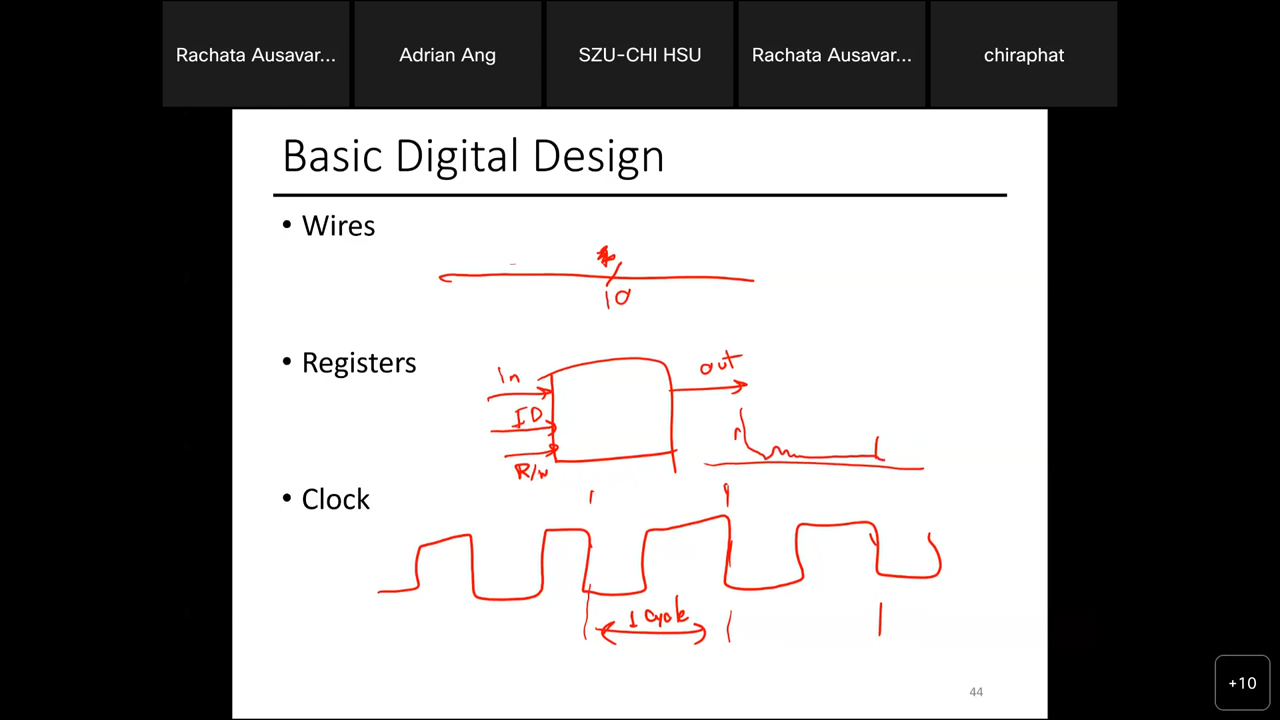 Rachata Ausavar...
Adrian Ang
SZU-CHI HSU
Rachata Ausavar...
chiraphat
Basic Digital Design
• Wires
10
• Registers
In
out
ID
R/W
• Clock
1 cycle
44
+10